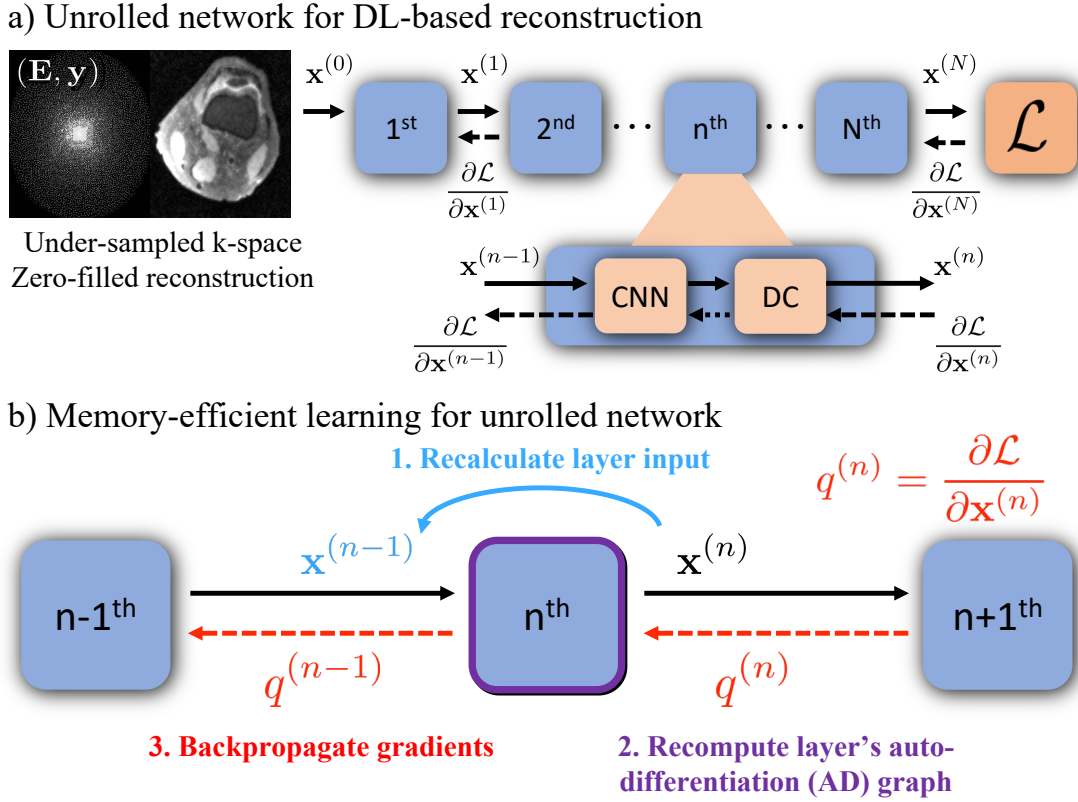 a) Unrolled network for DL-based reconstruction
(E, y)
x^(0)
x^(1)
x^(N)
1st
2nd
···
nth
···
Nth
ℒ
∂ℒ/∂x^(1)
∂ℒ/∂x^(N)
Under-sampled k-space
Zero-filled reconstruction
x^(n−1)
CNN
DC
x^(n)
∂ℒ/∂x^(n−1)
∂ℒ/∂x^(n)
b) Memory-efficient learning for unrolled network
1. Recalculate layer input
q^(n) = ∂ℒ/∂x^(n)
x^(n−1)
x^(n)
n-1th
nth
n+1th
q^(n−1)
q^(n)
3. Backpropagate gradients
2. Recompute layer's auto-
differentiation (AD) graph